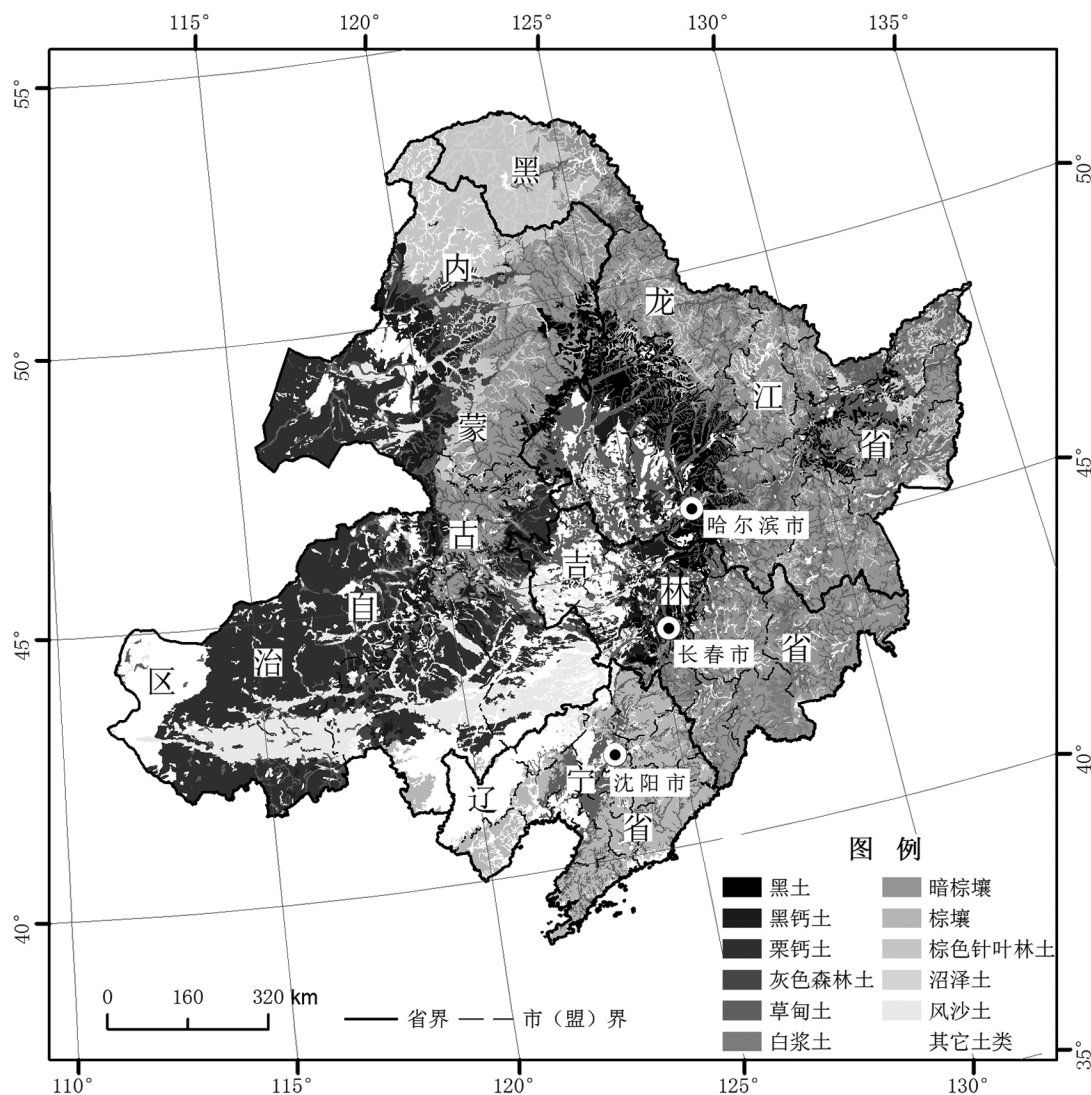 115°
120°
125°
130°
135°
55°
50°
45°
40°
50°
45°
40°
35°
黑
龙
江
省
内
蒙
古
自
治
区
吉
林
省
辽
宁
省
哈尔滨市
长春市
沈阳市
图 例
黑土
黑钙土
栗钙土
灰色森林土
草甸土
白浆土
暗棕壤
棕壤
棕色针叶林土
沼泽土
风沙土
其它土类
0 160 320 km
省界 市（盟）界
110°
115°
120°
125°
130°